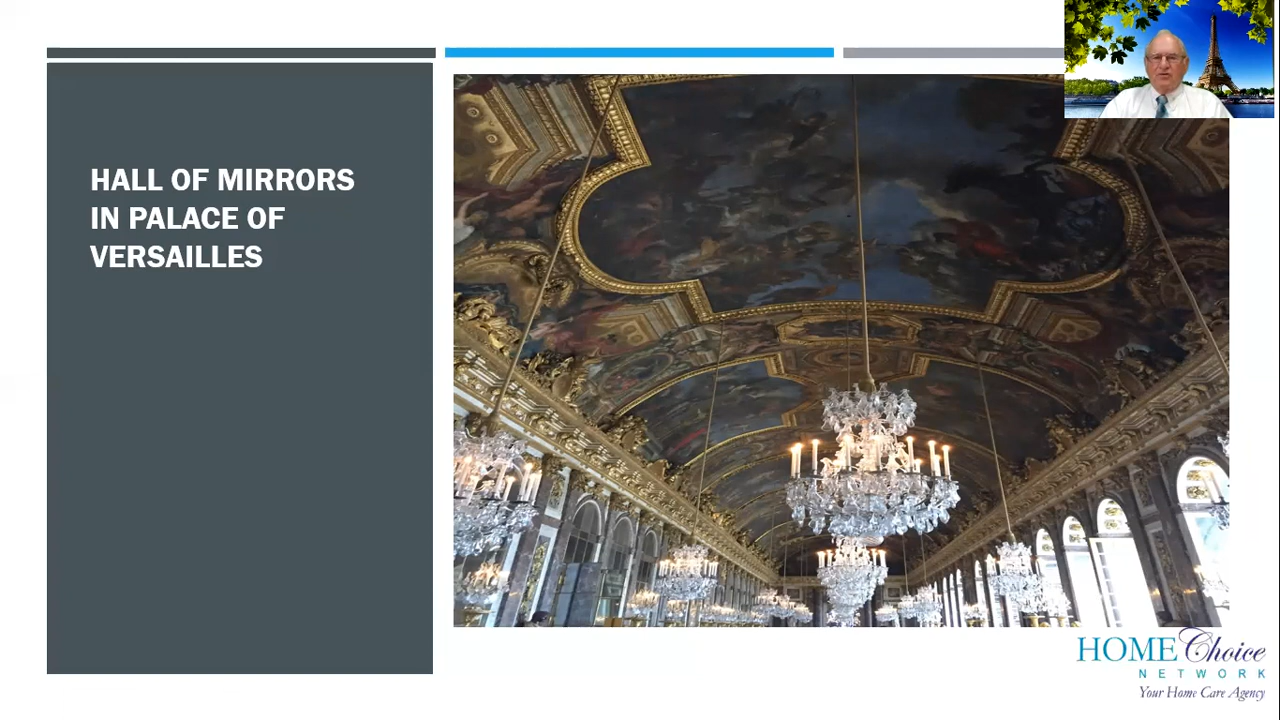 HALL OF MIRRORS
IN PALACE OF
VERSAILLES
HOME Choice
NETWORK
Your Home Care Agency